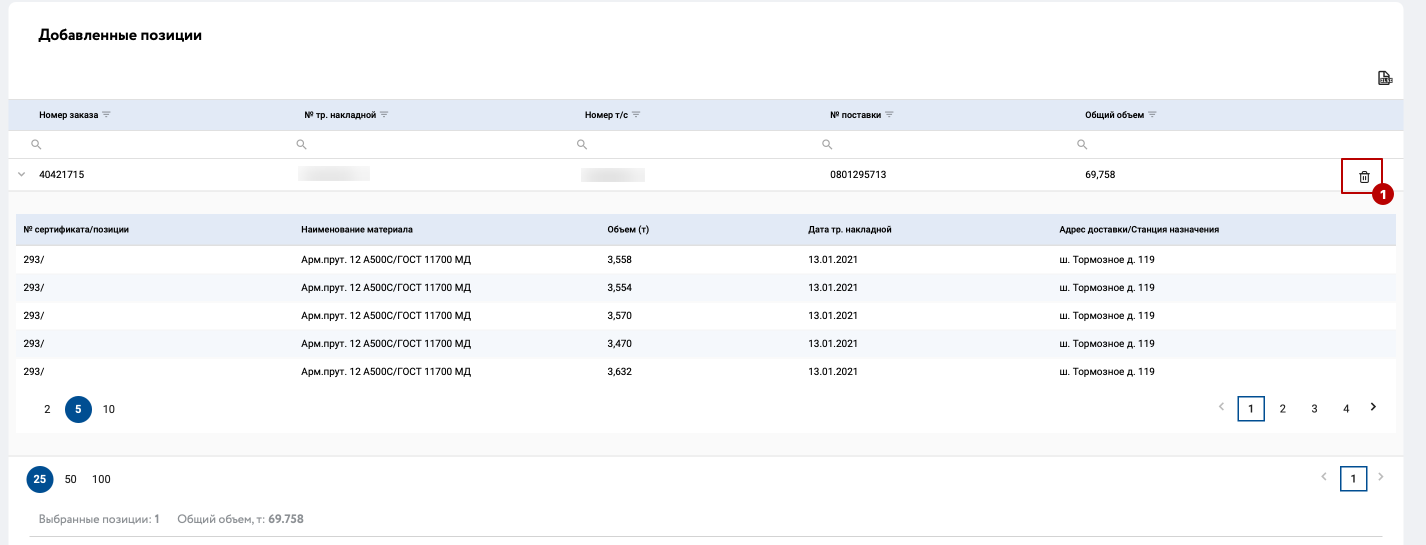 Добавленные позиции
Номер заказа № тр. накладной Номер т/с № поставки Общий объем
40421715 0801295713 69,758
1
№ сертификата/позиции Наименование материала Объем (т) Дата тр. накладной Адрес доставки/Станция назначения
293/ Арм.прут. 12 А500С/ГОСТ 11700 МД 3,558 13.01.2021 ш. Тормозное д. 119
293/ Арм.прут. 12 А500С/ГОСТ 11700 МД 3,554 13.01.2021 ш. Тормозное д. 119
293/ Арм.прут. 12 А500С/ГОСТ 11700 МД 3,570 13.01.2021 ш. Тормозное д. 119
293/ Арм.прут. 12 А500С/ГОСТ 11700 МД 3,470 13.01.2021 ш. Тормозное д. 119
293/ Арм.прут. 12 А500С/ГОСТ 11700 МД 3,632 13.01.2021 ш. Тормозное д. 119
2 5 10 1 2 3 4
25 50 100 1
Выбранные позиции: 1 Общий объем, т: 69.758